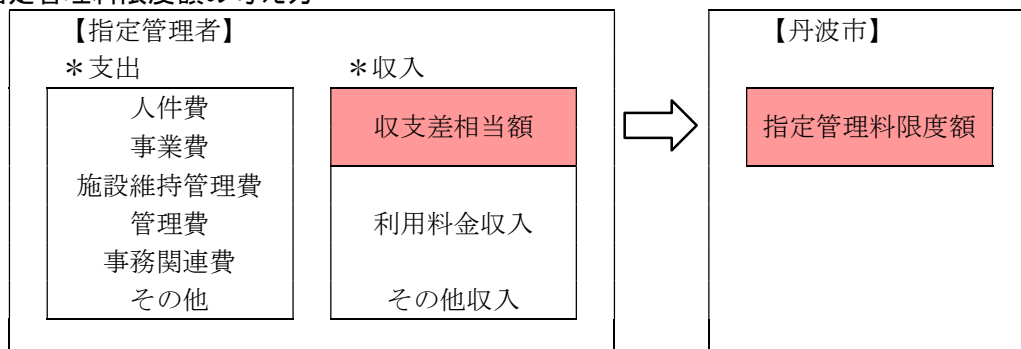 指定管理料限度額の考え方
【指定管理者】
＊支出
人件費
事業費
施設維持管理費
管理費
事務関連費
その他
＊収入
収支差相当額
利用料金収入
その他収入
【丹波市】
指定管理料限度額